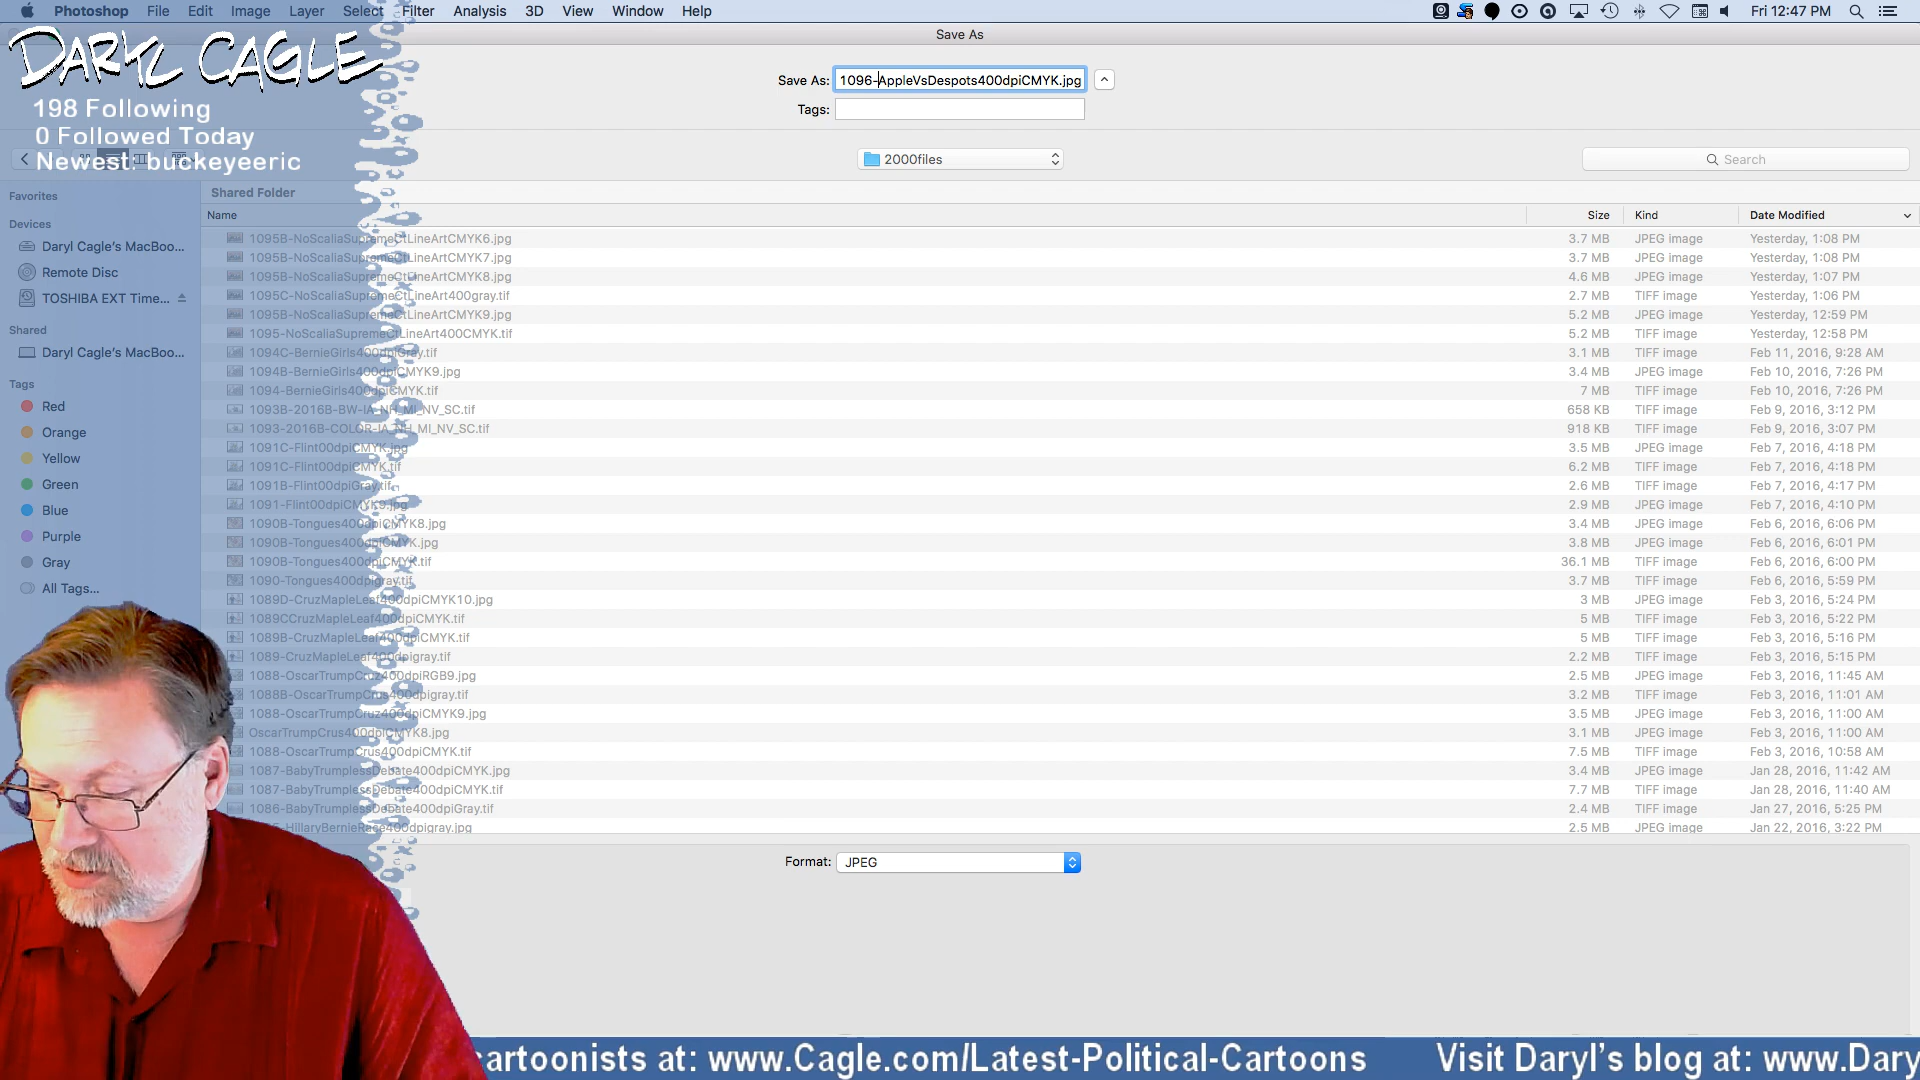 Photoshop File Edit Image Layer Select Filter Analysis 3D View Window Help
Fri 12:47 PM
Save As
DARYL CAGLE
198 Following
0 Followed Today
Newest: buckeyeeric
Save As: 1096-AppleVsDespots400dpiCMYK.jpg
Tags:
2000files
Search
Favorites
Devices
Daryl Cagle's MacBoo...
Remote Disc
TOSHIBA EXT Time...
Shared
Daryl Cagle's MacBoo...
Tags
Red
Orange
Yellow
Green
Blue
Purple
Gray
All Tags...
Shared Folder
Name Size Kind Date Modified
1095B-NoScaliaSupremeCtLineArtCMYK6.jpg 3.7 MB JPEG image Yesterday, 1:08 PM
1095B-NoScaliaSupremeCtLineArtCMYK7.jpg 3.7 MB JPEG image Yesterday, 1:08 PM
1095B-NoScaliaSupremeCtLineArtCMYK8.jpg 4.6 MB JPEG image Yesterday, 1:07 PM
1095C-NoScaliaSupremeCtLineArt400gray.tif 2.7 MB TIFF image Yesterday, 1:06 PM
1095B-NoScaliaSupremeCtLineArtCMYK9.jpg 5.2 MB JPEG image Yesterday, 12:59 PM
1095-NoScaliaSupremeCtLineArt400CMYK.tif 5.2 MB TIFF image Yesterday, 12:58 PM
1094C-BernieGirls400dpiGray.tif 3.1 MB TIFF image Feb 11, 2016, 9:28 AM
1094B-BernieGirls400dpiCMYK9.jpg 3.4 MB JPEG image Feb 10, 2016, 7:26 PM
1094-BernieGirls400dpiCMYK.tif 7 MB TIFF image Feb 10, 2016, 7:26 PM
1093B-2016B-BW-IA_NH_MI_NV_SC.tif 658 KB TIFF image Feb 9, 2016, 3:12 PM
1093-2016B-COLOR-IA_NH_MI_NV_SC.tif 918 KB TIFF image Feb 9, 2016, 3:07 PM
1091C-Flint00dpiCMYK.jpg 3.5 MB JPEG image Feb 7, 2016, 4:18 PM
1091C-Flint00dpiCMYK.tif 6.2 MB TIFF image Feb 7, 2016, 4:18 PM
1091B-Flint00dpiGray.tif 2.6 MB TIFF image Feb 7, 2016, 4:17 PM
1091-Flint00dpiCMYK9.jpg 2.9 MB JPEG image Feb 7, 2016, 4:10 PM
1090B-Tongues400dpiCMYK8.jpg 3.4 MB JPEG image Feb 6, 2016, 6:06 PM
1090B-Tongues400dpiCMYK.jpg 3.8 MB JPEG image Feb 6, 2016, 6:01 PM
1090B-Tongues400dpiCMYK.tif 36.1 MB TIFF image Feb 6, 2016, 6:00 PM
1090-Tongues400dpigray.tif 3.7 MB TIFF image Feb 6, 2016, 5:59 PM
1089D-CruzMapleLeaf400dpiCMYK10.jpg 3 MB JPEG image Feb 3, 2016, 5:24 PM
1089CCruzMapleLeaf400dpiCMYK.tif 5 MB TIFF image Feb 3, 2016, 5:22 PM
1089B-CruzMapleLeaf400dpiCMYK.tif 5 MB TIFF image Feb 3, 2016, 5:16 PM
1089-CruzMapleLeaf400dpigray.tif 2.2 MB TIFF image Feb 3, 2016, 5:15 PM
1088-OscarTrumpCruz400dpiRGB9.jpg 2.5 MB JPEG image Feb 3, 2016, 11:45 AM
1088B-OscarTrumpCrus400dpigray.tif 3.2 MB TIFF image Feb 3, 2016, 11:01 AM
1088-OscarTrumpCruz400dpiCMYK9.jpg 3.5 MB JPEG image Feb 3, 2016, 11:00 AM
OscarTrumpCrus400dpiCMYK8.jpg 3.1 MB JPEG image Feb 3, 2016, 11:00 AM
1088-OscarTrumpCrus400dpiCMYK.tif 7.5 MB TIFF image Feb 3, 2016, 10:58 AM
1087-BabyTrumplessDebate400dpiCMYK.jpg 3.4 MB JPEG image Jan 28, 2016, 11:42 AM
1087-BabyTrumplessDebate400dpiCMYK.tif 7.7 MB TIFF image Jan 28, 2016, 11:40 AM
1086-BabyTrumplessDebate400dpiGray.tif 2.4 MB TIFF image Jan 27, 2016, 5:25 PM
-HillaryBernieRace400dpigray.jpg 2.5 MB JPEG image Jan 22, 2016, 3:22 PM
Format: JPEG
cartoonists at: www.Cagle.com/Latest-Political-Cartoons Visit Daryl's blog at: www.Dary